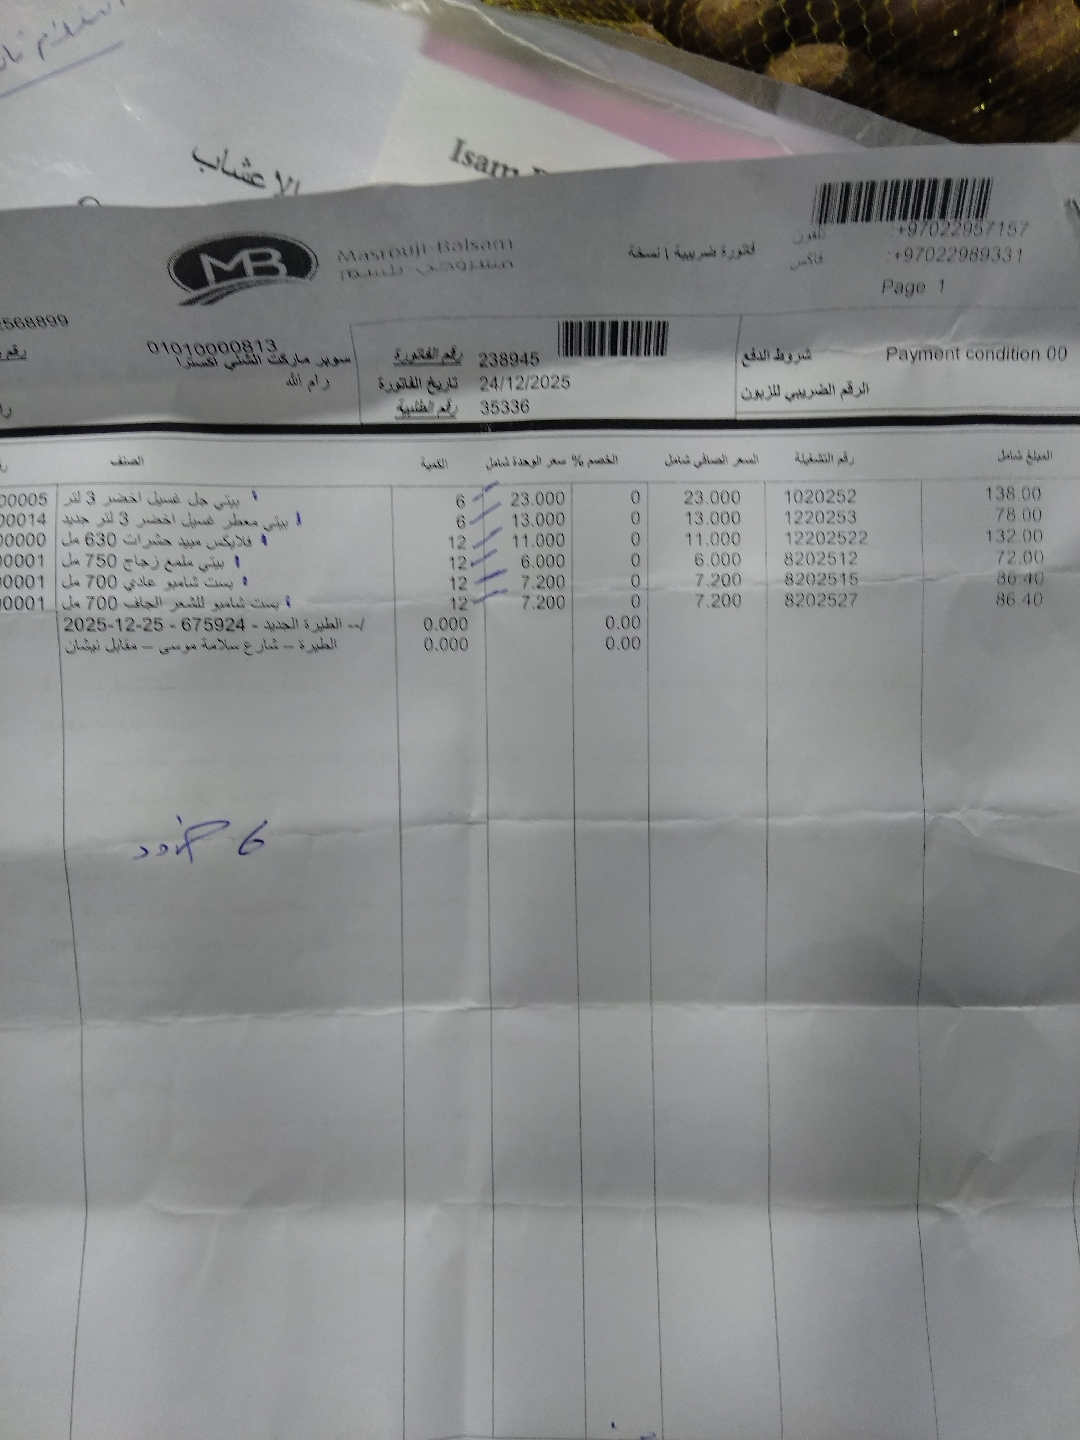 الاعشاب
Isam
+97022957157: تلفون
+97022989331: فاكس
فاتورة ضريبية \ نسخة
Page 1
MB
Masrouji-Balsam
مسروجي-بلسم
2568899
01010000813
سوبر ماركت الشلي اكسترا
رام الله
رقم الفاتورة 238945
تاريخ الفاتورة 24/12/2025
رقم الطلبية 35336
شروط الدفع Payment condition 00
الرقم الضريبي للزبون
الصنف الكمية سعر الوحدة شامل الخصم % السعر الصافي شامل رقم التشغيلة المبلغ شامل
00005 بيتي جل غسيل اخضر 3 لتر 6 23.000 0 23.000 1020252 138.00
00014 بيتي معطر غسيل اخضر 3 لتر جديد 6 13.000 0 13.000 1220253 78.00
00000 فلايكس مبيد حشرات 630 مل 12 11.000 0 11.000 12202522 132.00
00001 بيتي ملمع زجاج 750 مل 12 6.000 0 6.000 8202512 72.00
00001 بست شامبو عادي 700 مل 12 7.200 0 7.200 8202515 86.40
00001 بست شامبو للشعر الجاف 700 مل 12 7.200 0 7.200 8202527 86.40
--/ الطيرة الجديد - 675924 - 2025-12-25 0.000 0.00
الطيرة – شارع سلامة موسى – مقابل نيشان 0.000 0.00
6